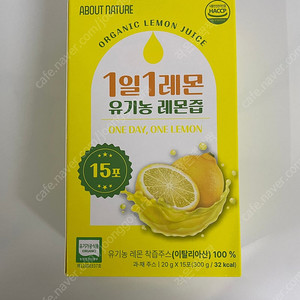 ABOUT NATURE
ORGANIC LEMON JUICE
HACCP
1일1레몬
유기농 레몬즙
ONE DAY, ONE LEMON
15포
유기농 레몬 착즙주스(이탈리아산) 100 %
과·채 주스 | 20 g X 15포(300 g / 32 kcal)